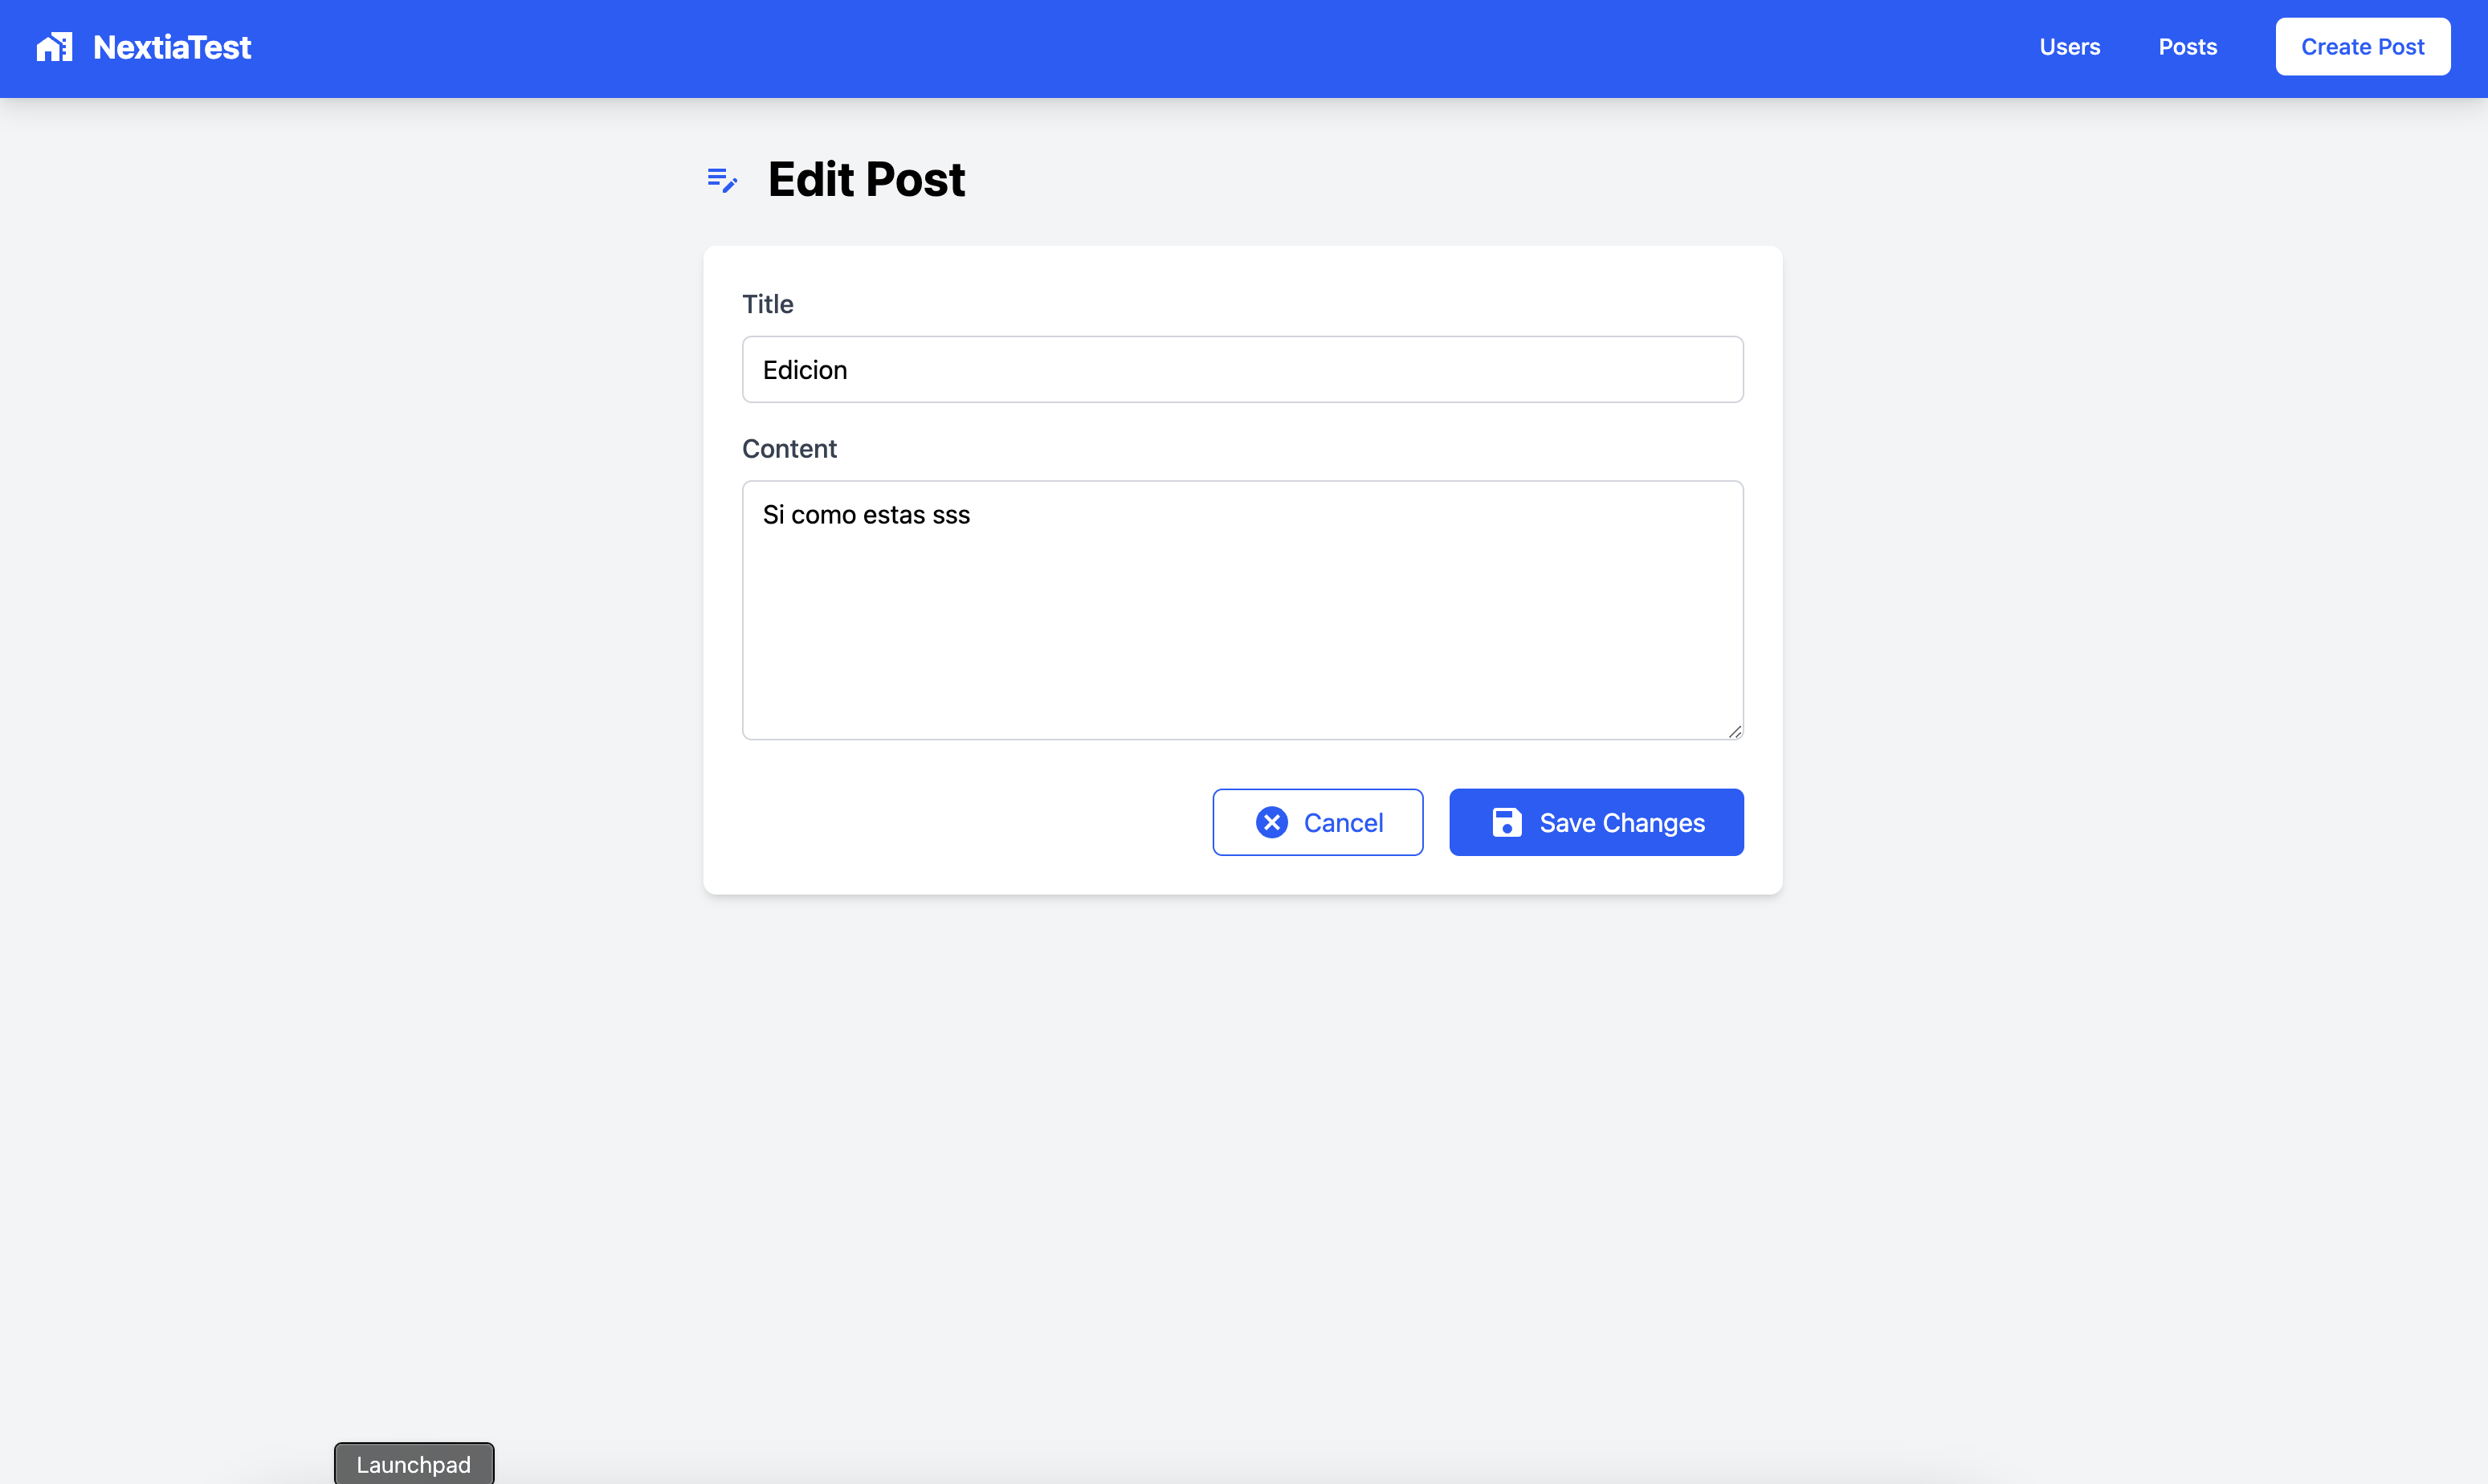 NextiaTest
Users
Posts
Create Post
Edit Post
Title
Edicion
Content
Si como estas sss
Cancel
Save Changes
Launchpad